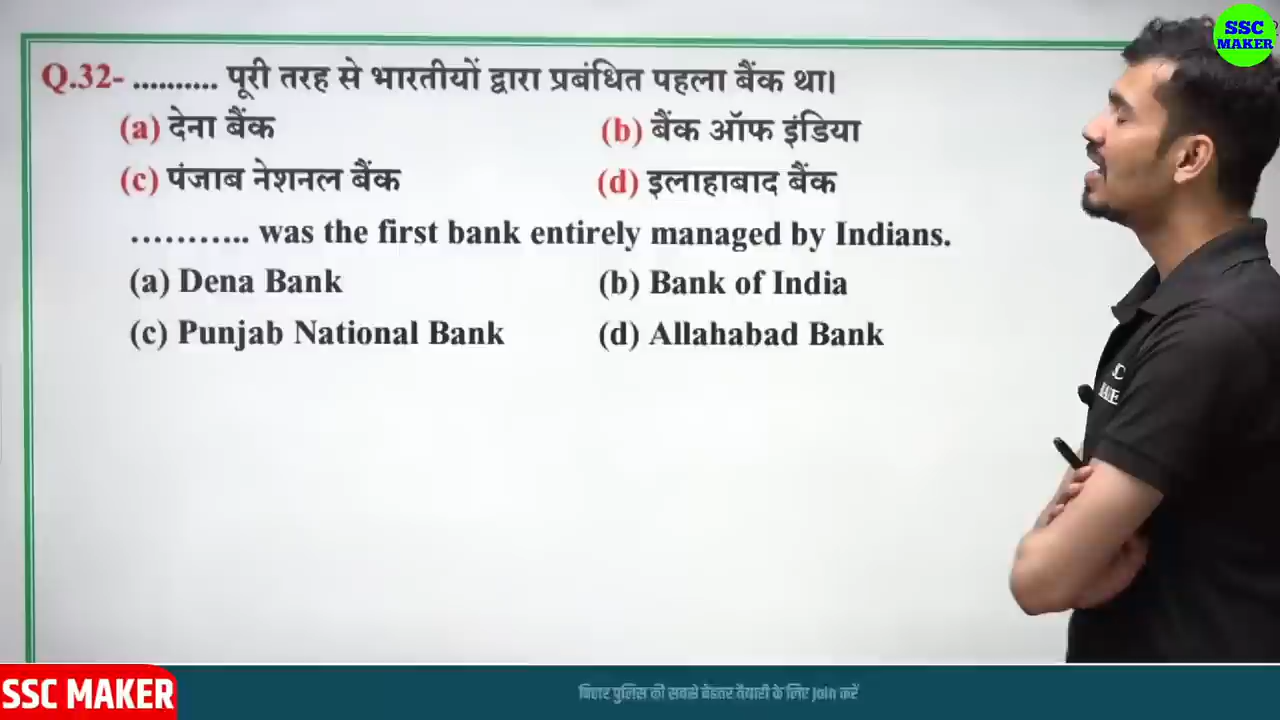 SSC
MAKER
Q.32- .......... पूरी तरह से भारतीयों द्वारा प्रबंधित पहला बैंक था।
(a) देना बैंक (b) बैंक ऑफ इंडिया
(c) पंजाब नेशनल बैंक (d) इलाहाबाद बैंक
……….. was the first bank entirely managed by Indians.
(a) Dena Bank (b) Bank of India
(c) Punjab National Bank (d) Allahabad Bank
SSC MAKER
बिहार पुलिस की सबसे बेहतर तैयारी के लिए Join करें